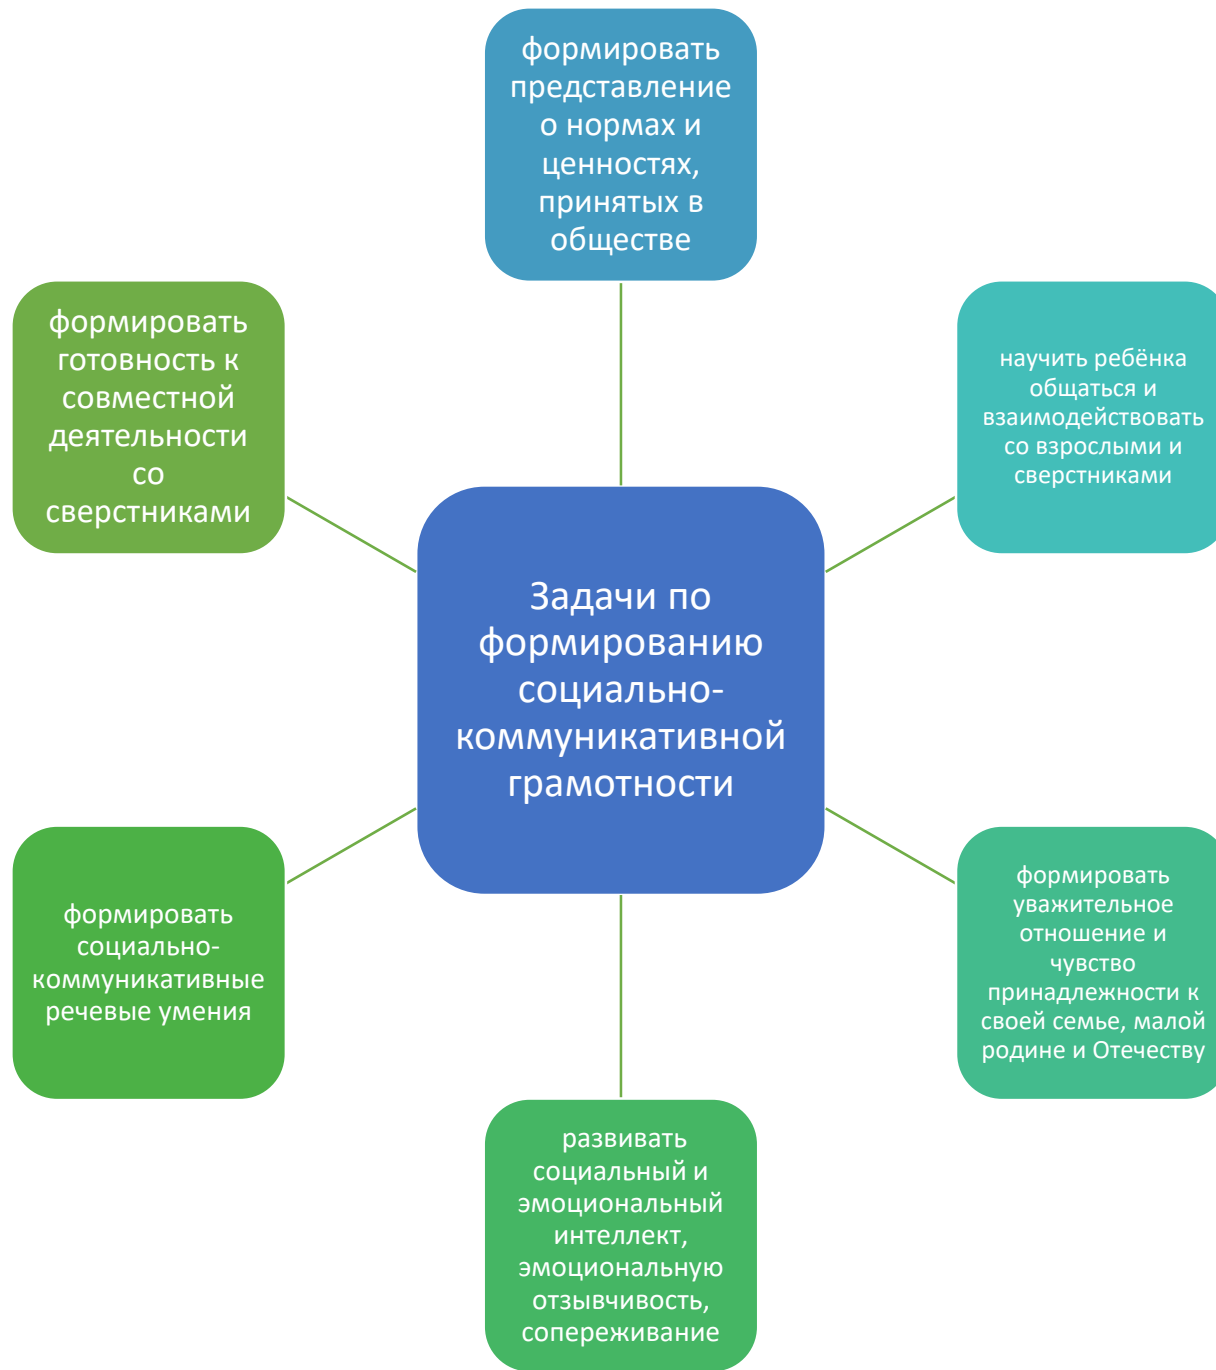 формировать
представление
о нормах и
ценностях,
принятых в
обществе
научить ребёнка
общаться и
взаимодействовать
со взрослыми и
сверстниками
формировать
уважительное
отношение и
чувство
принадлежности к
своей семье, малой
родине и Отечеству
развивать
социальный и
эмоциональный
интеллект,
эмоциональную
отзывчивость,
сопереживание
формировать
социально-
коммуникативные
речевые умения
формировать
готовность к
совместной
деятельности
со
сверстниками
Задачи по
формированию
социально-
коммуникативной
грамотности